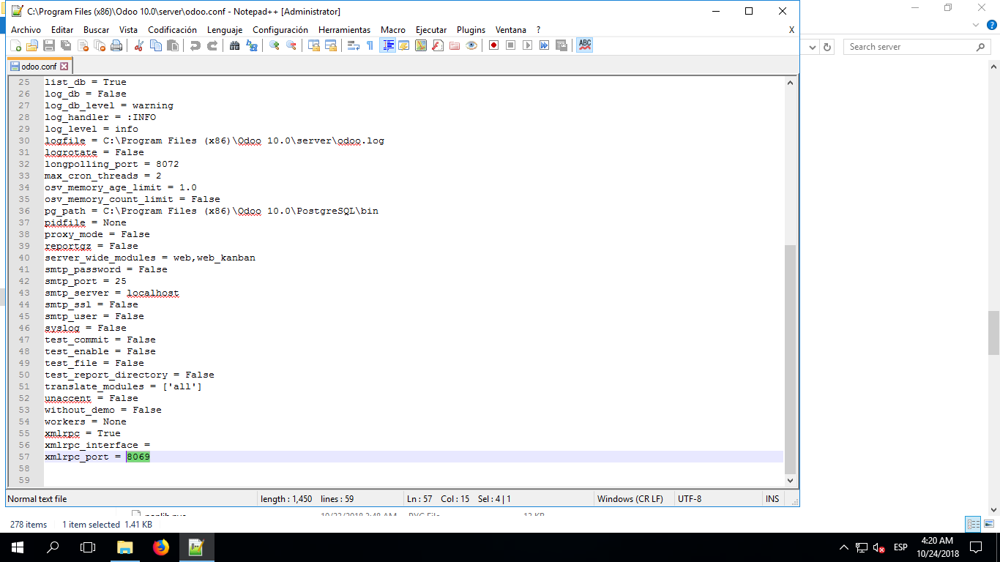 C:\Program Files (x86)\Odoo 10.0\server\odoo.conf - Notepad++ [Administrator]
Archivo Editar Buscar Vista Codificación Lenguaje Configuración Herramientas Macro Ejecutar Plugins Ventana ? X
Search server
odoo.conf
25 list_db = True
26 log_db = False
27 log_db_level = warning
28 log_handler = :INFO
29 log_level = info
30 logfile = C:\Program Files (x86)\Odoo 10.0\server\odoo.log
31 logrotate = False
32 longpolling_port = 8072
33 max_cron_threads = 2
34 osv_memory_age_limit = 1.0
35 osv_memory_count_limit = False
36 pg_path = C:\Program Files (x86)\Odoo 10.0\PostgreSQL\bin
37 pidfile = None
38 proxy_mode = False
39 reportgz = False
40 server_wide_modules = web,web_kanban
41 smtp_password = False
42 smtp_port = 25
43 smtp_server = localhost
44 smtp_ssl = False
45 smtp_user = False
46 syslog = False
47 test_commit = False
48 test_enable = False
49 test_file = False
50 test_report_directory = False
51 translate_modules = ['all']
52 unaccent = False
53 without_demo = False
54 workers = None
55 xmlrpc = True
56 xmlrpc_interface =
57 xmlrpc_port = 8069
58
59
Normal text file length : 1,450 lines : 59 Ln : 57 Col : 15 Sel : 4 | 1 Windows (CR LF) UTF-8 INS
278 items 1 item selected 1.41 KB
ESP
4:20 AM
10/24/2018